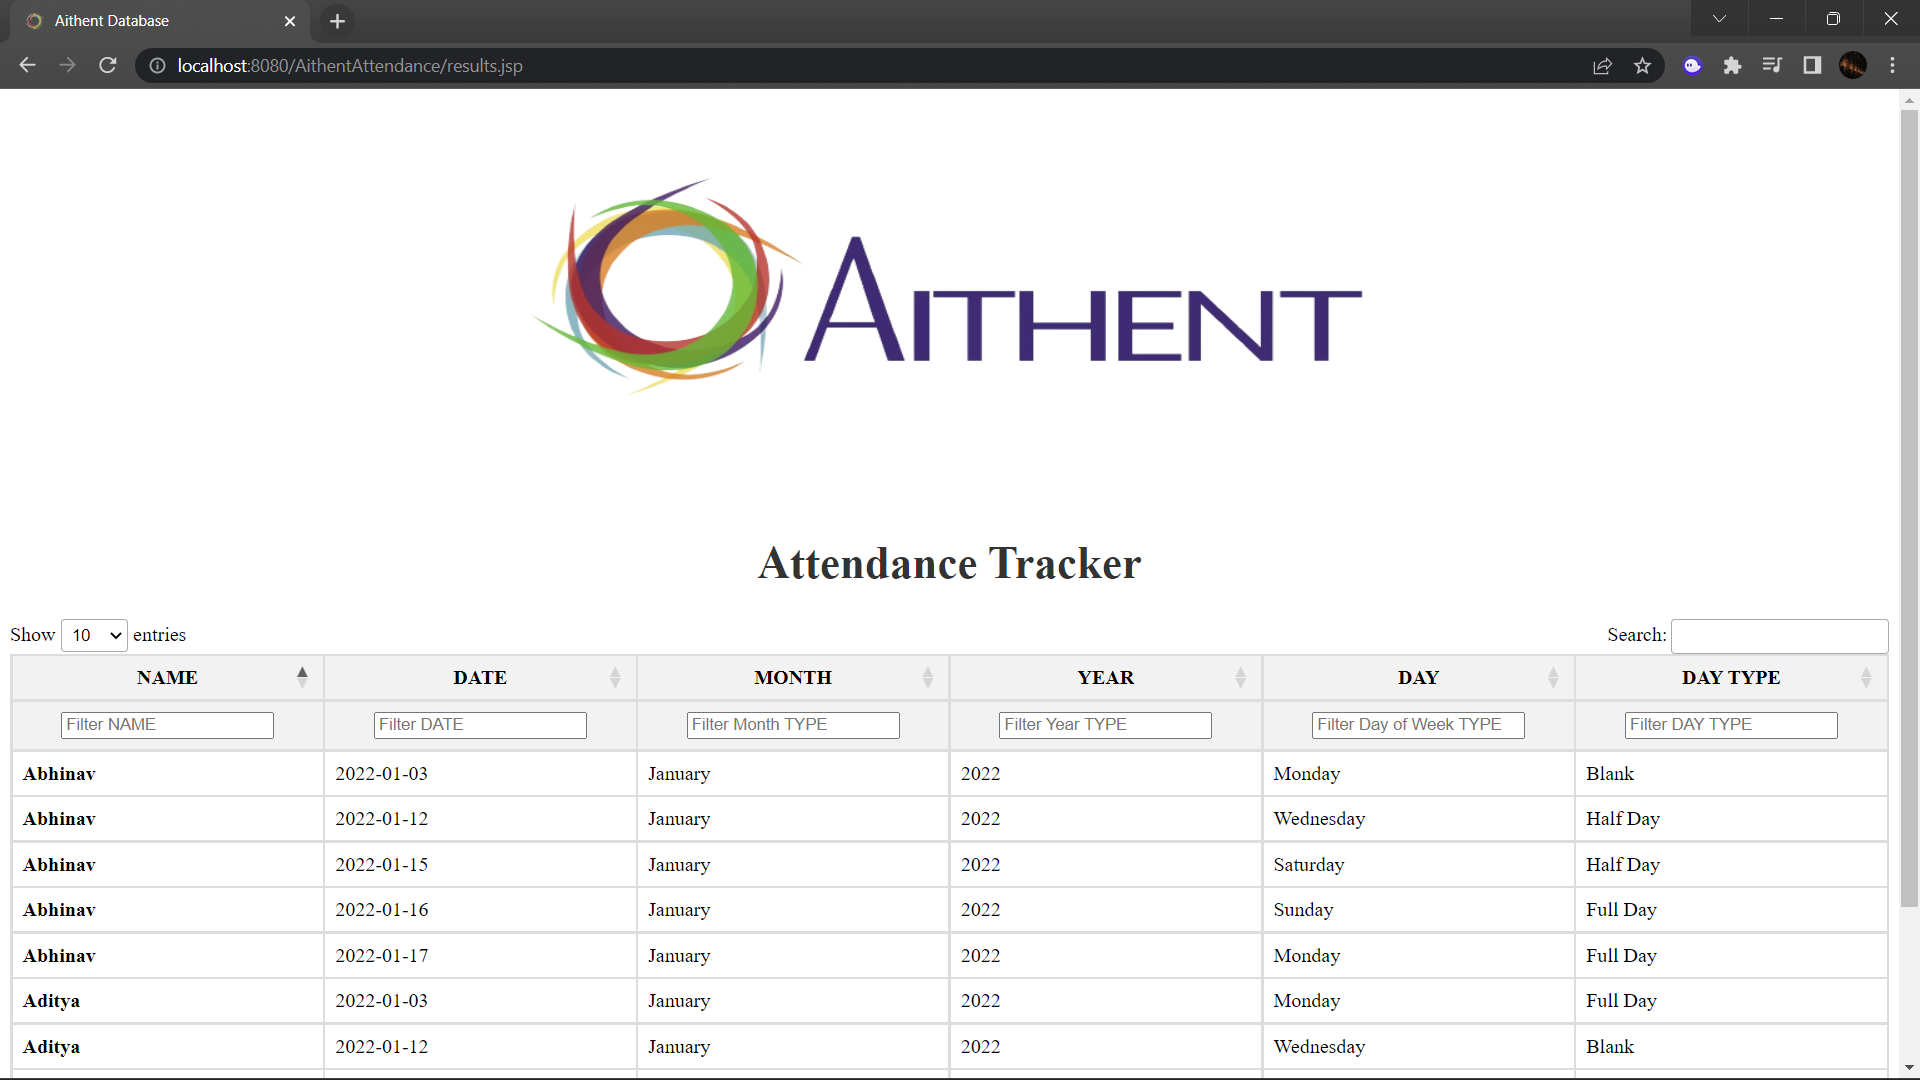 Aithent Database
localhost:8080/AithentAttendance/results.jsp
AITHENT
Attendance Tracker
Show 10 entries Search:
NAME DATE MONTH YEAR DAY DAY TYPE
Filter NAME Filter DATE Filter Month TYPE Filter Year TYPE Filter Day of Week TYPE Filter DAY TYPE
Abhinav 2022-01-03 January 2022 Monday Blank
Abhinav 2022-01-12 January 2022 Wednesday Half Day
Abhinav 2022-01-15 January 2022 Saturday Half Day
Abhinav 2022-01-16 January 2022 Sunday Full Day
Abhinav 2022-01-17 January 2022 Monday Full Day
Aditya 2022-01-03 January 2022 Monday Full Day
Aditya 2022-01-12 January 2022 Wednesday Blank